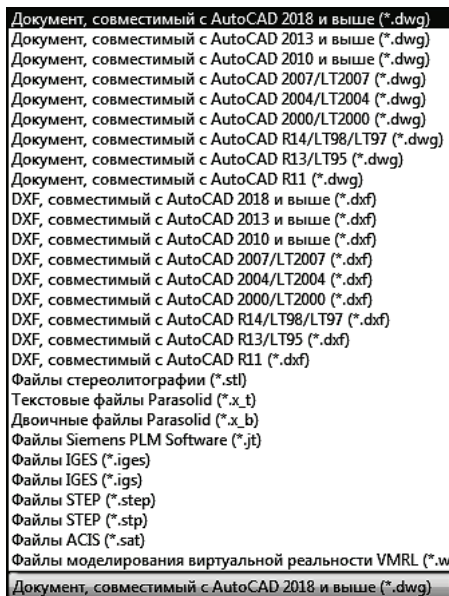 Документ, совместимый с AutoCAD 2018 и выше (*.dwg)
Документ, совместимый с AutoCAD 2013 и выше (*.dwg)
Документ, совместимый с AutoCAD 2010 и выше (*.dwg)
Документ, совместимый с AutoCAD 2007/LT2007 (*.dwg)
Документ, совместимый с AutoCAD 2004/LT2004 (*.dwg)
Документ, совместимый с AutoCAD 2000/LT2000 (*.dwg)
Документ, совместимый с AutoCAD R14/LT98/LT97 (*.dwg)
Документ, совместимый с AutoCAD R13/LT95 (*.dwg)
Документ, совместимый с AutoCAD R11 (*.dwg)
DXF, совместимый с AutoCAD 2018 и выше (*.dxf)
DXF, совместимый с AutoCAD 2013 и выше (*.dxf)
DXF, совместимый с AutoCAD 2010 и выше (*.dxf)
DXF, совместимый с AutoCAD 2007/LT2007 (*.dxf)
DXF, совместимый с AutoCAD 2004/LT2004 (*.dxf)
DXF, совместимый с AutoCAD 2000/LT2000 (*.dxf)
DXF, совместимый с AutoCAD R14/LT98/LT97 (*.dxf)
DXF, совместимый с AutoCAD R13/LT95 (*.dxf)
DXF, совместимый с AutoCAD R11 (*.dxf)
Файлы стереолитографии (*.stl)
Текстовые файлы Parasolid (*.x_t)
Двоичные файлы Parasolid (*.x_b)
Файлы Siemens PLM Software (*.jt)
Файлы IGES (*.iges)
Файлы IGES (*.igs)
Файлы STEP (*.step)
Файлы STEP (*.stp)
Файлы ACIS (*.sat)
Файлы моделирования виртуальной реальности VMRL (*.w
Документ, совместимый с AutoCAD 2018 и выше (*.dwg)